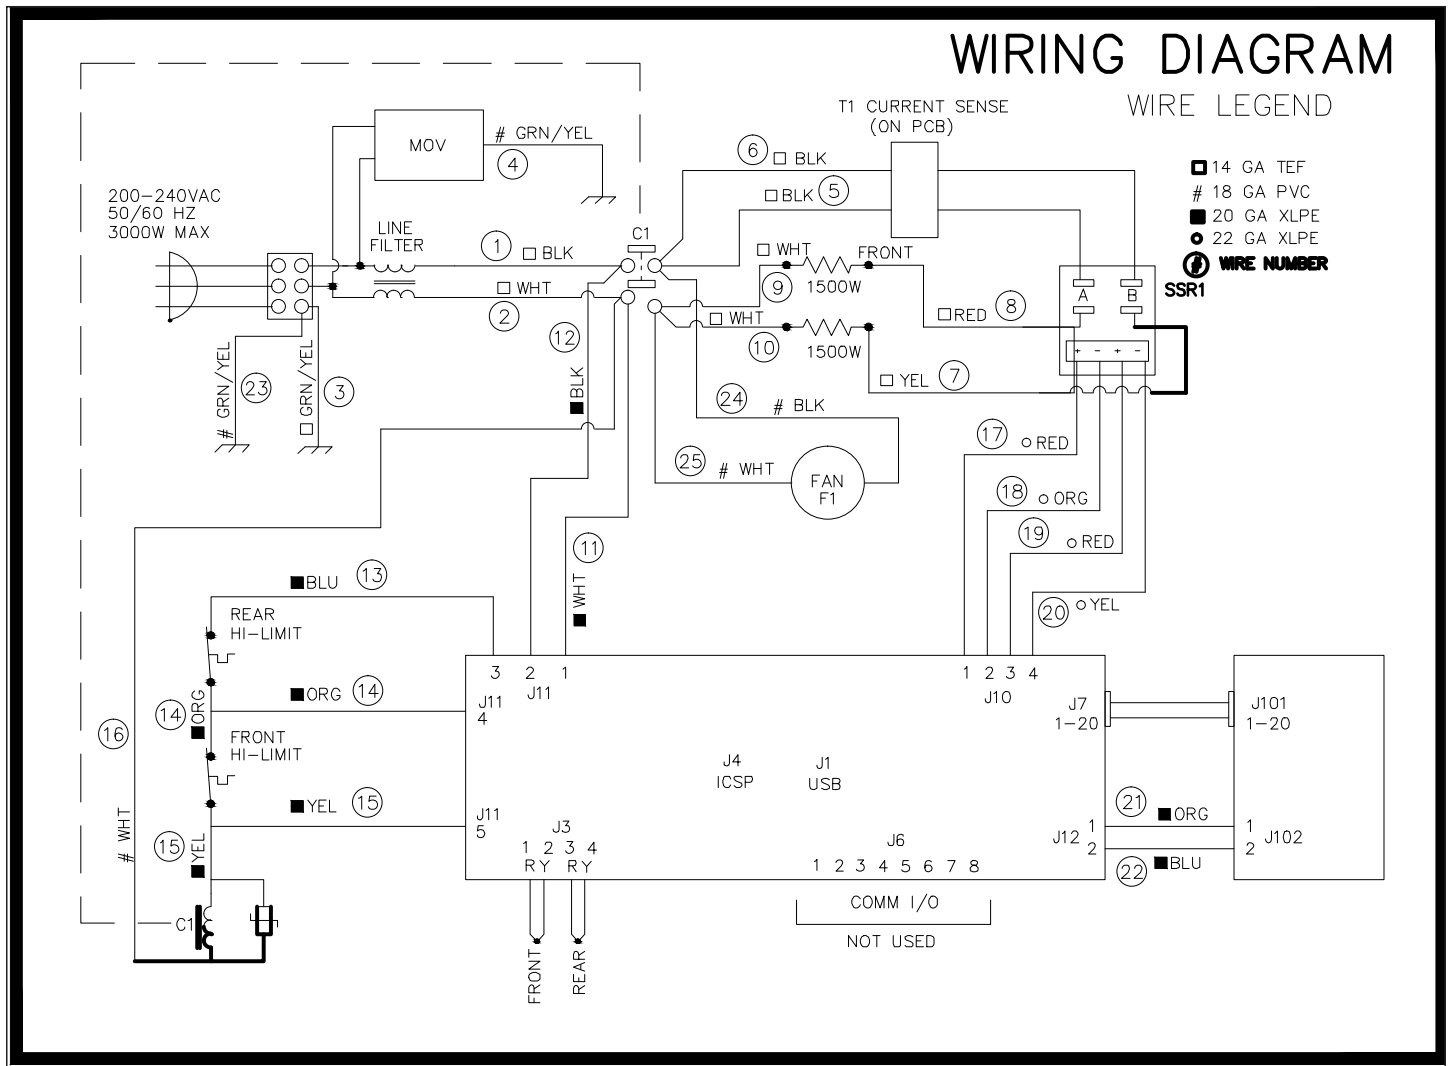 WIRING DIAGRAM
WIRE LEGEND
14 GA TEF
# 18 GA PVC
20 GA XLPE
22 GA XLPE
# WIRE NUMBER
T1 CURRENT SENSE
(ON PCB)
MOV
# GRN/YEL
4
200-240VAC
50/60 HZ
3000W MAX
LINE
FILTER
1
BLK
WHT
2
C1
6
BLK
BLK
5
WHT
FRONT
9
1500W
WHT
10
1500W
RED
8
YEL
7
SSR1
A
B
+ - + -
12
BLK
# GRN/YEL
23
GRN/YEL
3
24
# BLK
25
# WHT
FAN
F1
17
RED
18
ORG
19
RED
20
YEL
11
WHT
BLU
13
REAR
HI-LIMIT
ORG
14
14
ORG
FRONT
HI-LIMIT
YEL
15
15
YEL
16
# WHT
C1
3 2 1
J11
J11
4
J11
5
1 2 3 4
J10
J7
1-20
J101
1-20
J4
ICSP
J1
USB
J3
1 2 3 4
R Y R Y
FRONT
REAR
J6
1 2 3 4 5 6 7 8
COMM I/O
NOT USED
J12
1
2
21
ORG
22
BLU
1
2
J102